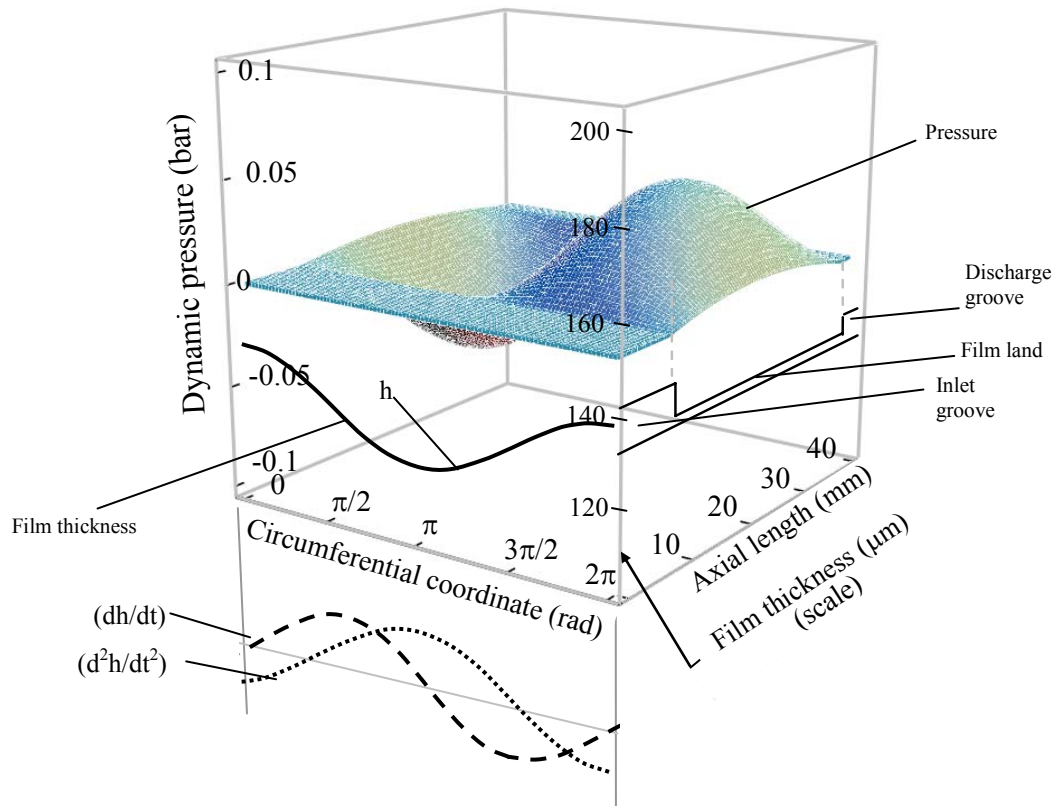 0.1
200
Pressure
Dynamic pressure (bar)
0.05
180
0
Discharge
groove
160
Film land
-0.05
h
Inlet
groove
140
-0.1
0
40
30
Film thickness
π/2
120
20
π
10
Axial length (mm)
Circumferential coordinate (rad)
3π/2
2π
Film thickness (μm)
(scale)
(dh/dt)
(d²h/dt²)